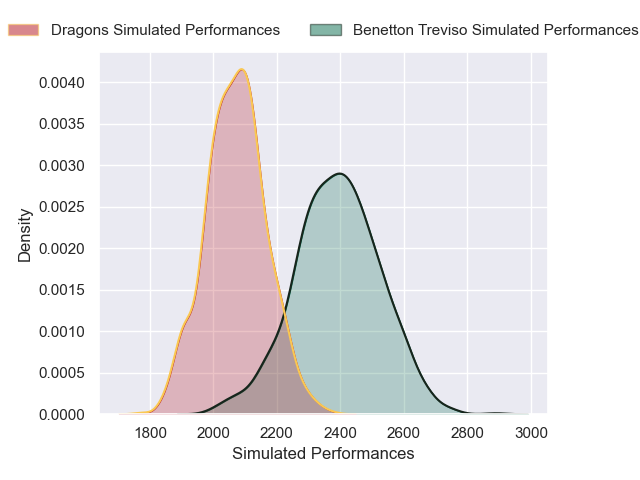 Dragons Simulated Performances
Benetton Treviso Simulated Performances
0.0040
0.0035
0.0030
0.0025
0.0020
0.0015
0.0010
0.0005
0.0000
Density
1800 2000 2200 2400 2600 2800 3000
Simulated Performances